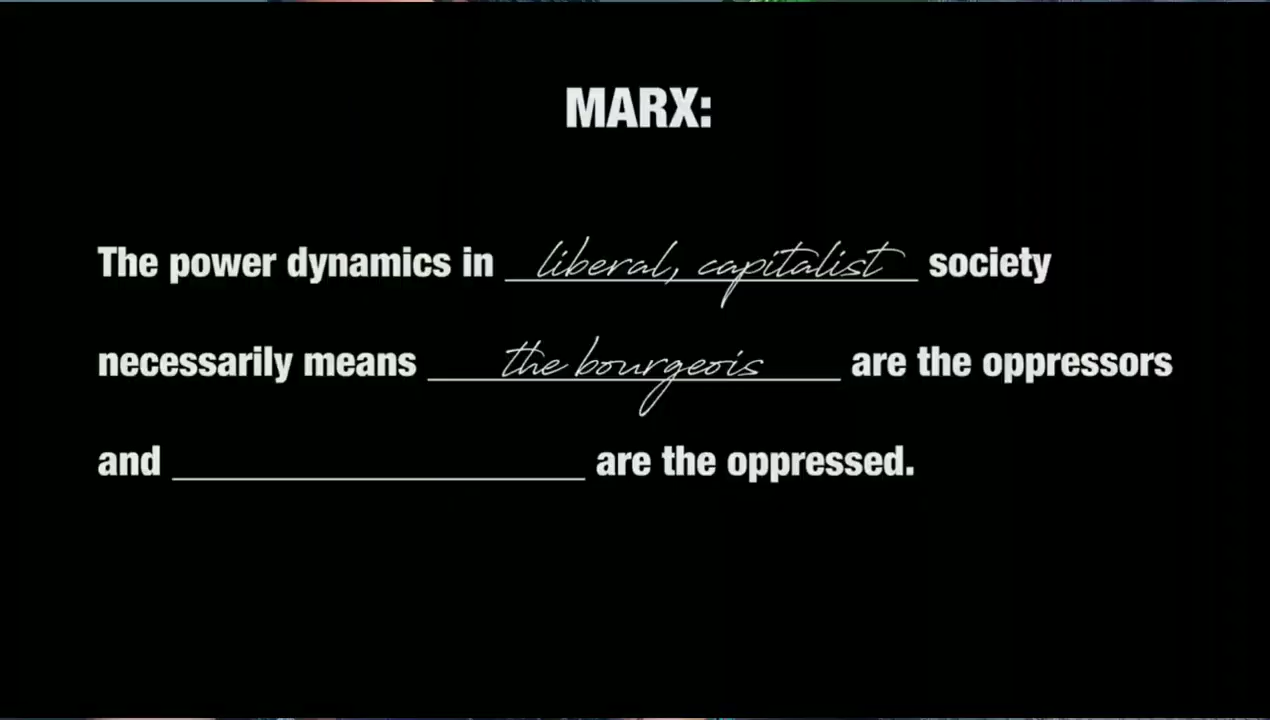 MARX:
The power dynamics in liberal, capitalist society
necessarily means the bourgeois are the oppressors
and ____________ are the oppressed.